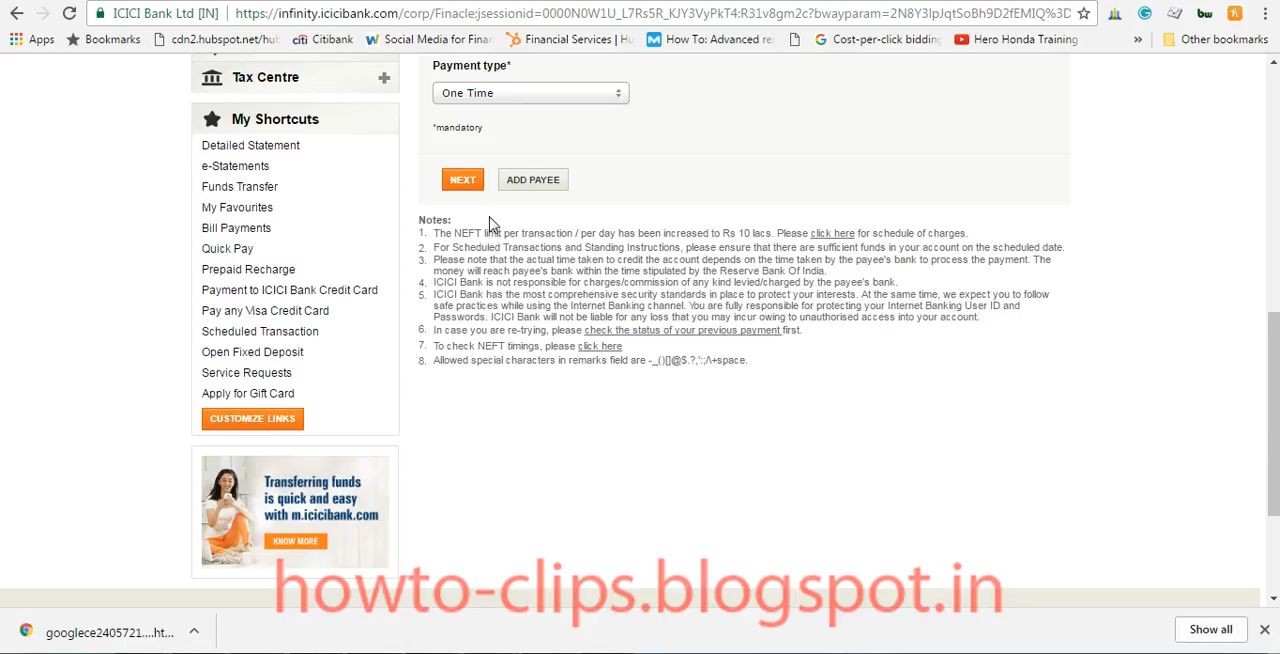 ICICI Bank Ltd [IN]
https://infinity.icicibank.com/corp/Finacle;jsessionid=0000N0W1U_L7Rs5R_KJY3VyPkT4:R31v8gm2c?bwayparam=2N8Y3lpJqtSoBh9D2fEMIQ%3D
Apps
Bookmarks
cdn2.hubspot.net/hu
citi Citibank
Social Media for Finar
Financial Services | Hu
How To: Advanced re
Cost-per-click bidding
Hero Honda Training
»
Other bookmarks
bw
Tax Centre
My Shortcuts
Detailed Statement
e-Statements
Funds Transfer
My Favourites
Bill Payments
Quick Pay
Prepaid Recharge
Payment to ICICI Bank Credit Card
Pay any Visa Credit Card
Scheduled Transaction
Open Fixed Deposit
Service Requests
Apply for Gift Card
CUSTOMIZE LINKS
Transferring funds
is quick and easy
with m.icicibank.com
KNOW MORE
Payment type*
One Time
*mandatory
NEXT
ADD PAYEE
Notes:
1. The NEFT limit per transaction / per day has been increased to Rs 10 lacs. Please click here for schedule of charges.
2. For Scheduled Transactions and Standing Instructions, please ensure that there are sufficient funds in your account on the scheduled date.
3. Please note that the actual time taken to credit the account depends on the time taken by the payee's bank to process the payment. The
money will reach payee's bank within the time stipulated by the Reserve Bank Of India.
4. ICICI Bank is not responsible for charges/commission of any kind levied/charged by the payee's bank.
5. ICICI Bank has the most comprehensive security standards in place to protect your interests. At the same time, we expect you to follow
safe practices while using the Internet Banking channel. You are fully responsible for protecting your Internet Banking User ID and
Passwords. ICICI Bank will not be liable for any loss that you may incur owing to unauthorised access into your account.
6. In case you are re-trying, please check the status of your previous payment first.
7. To check NEFT timings, please click here
8. Allowed special characters in remarks field are -_()[]@$.?,':;/\+space.
howto-clips.blogspot.in
googlece2405721....ht...
Show all